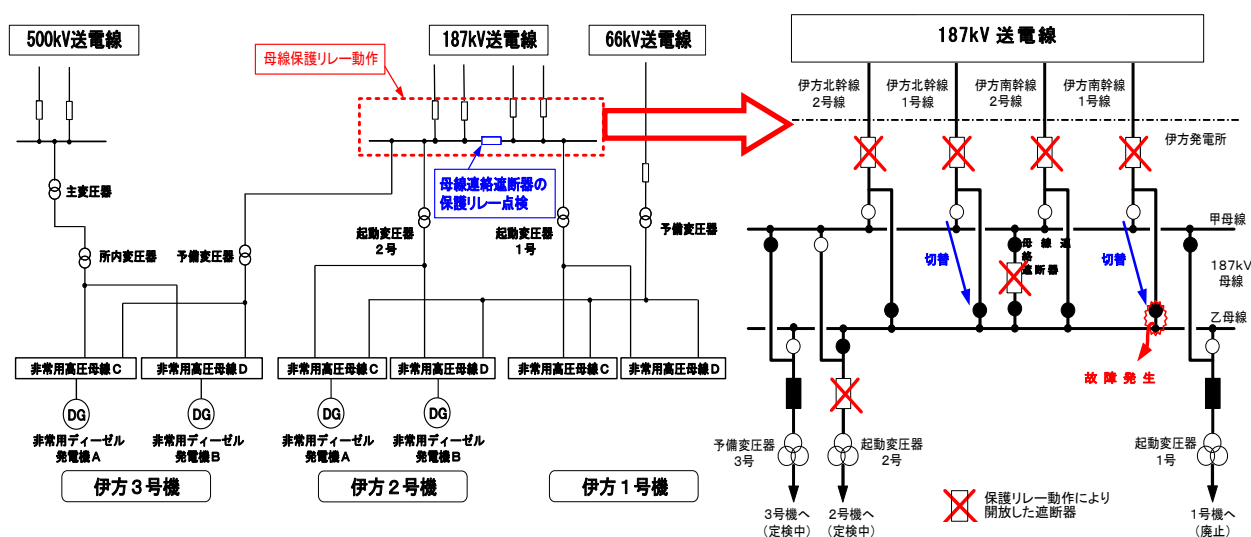 500kV送電線
187kV送電線
66kV送電線
母線保護リレー動作
母線連絡遮断器の
保護リレー点検
主変圧器
所内変圧器
予備変圧器
起動変圧器
2号
起動変圧器
1号
予備変圧器
非常用高圧母線C
非常用高圧母線D
非常用高圧母線C
非常用高圧母線D
非常用高圧母線C
非常用高圧母線D
DG
DG
DG
DG
非常用ディーゼル
発電機A
非常用ディーゼル
発電機B
非常用ディーゼル
発電機A
非常用ディーゼル
発電機B
伊方3号機
伊方2号機
伊方1号機
187kV 送電線
伊方北幹線
2号線
伊方北幹線
1号線
伊方南幹線
2号線
伊方南幹線
1号線
伊方発電所
甲母線
切替
母線連
絡
遮断器
切替
187kV
母線
乙母線
故障発生
予備変圧器
3号
起動変圧器
2号
起動変圧器
1号
3号機へ
(定検中)
2号機へ
(定検中)
保護リレー動作により
開放した遮断器
1号機へ
(廃止)